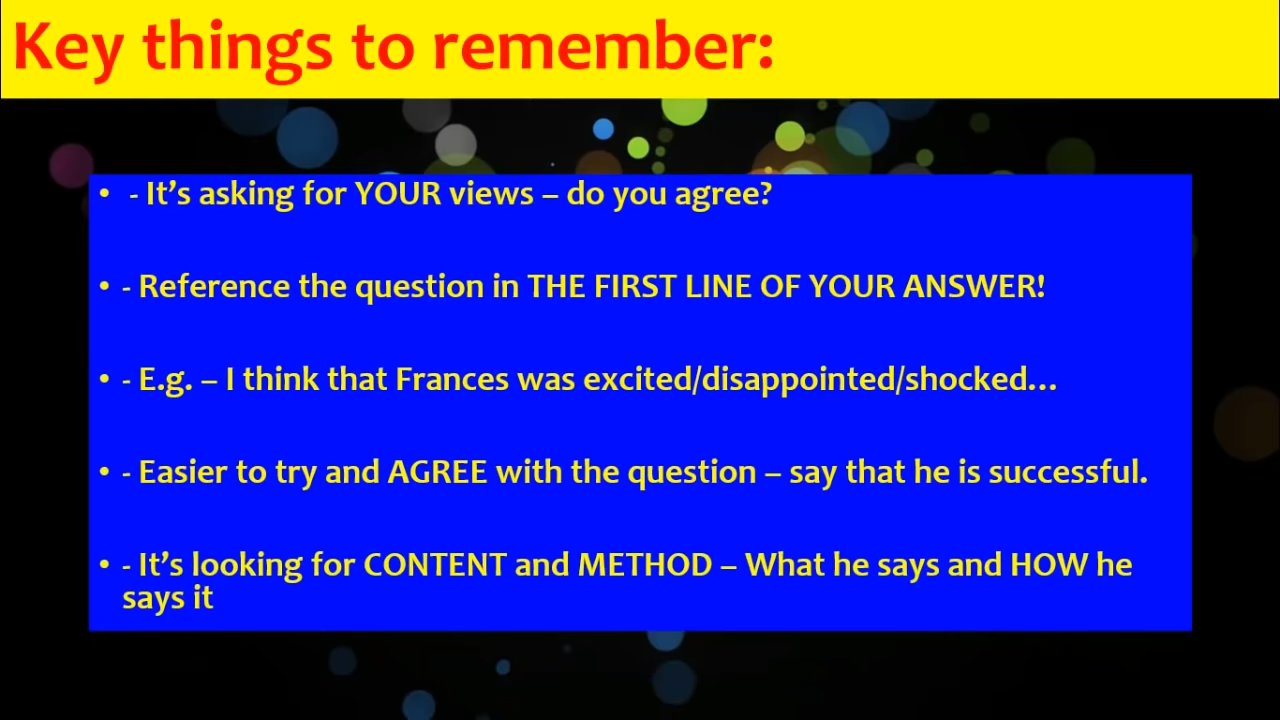 Key things to remember:
• - It’s asking for YOUR views – do you agree?
• - Reference the question in THE FIRST LINE OF YOUR ANSWER!
• - E.g. – I think that Frances was excited/disappointed/shocked…
• - Easier to try and AGREE with the question – say that he is successful.
• - It’s looking for CONTENT and METHOD – What he says and HOW he
says it